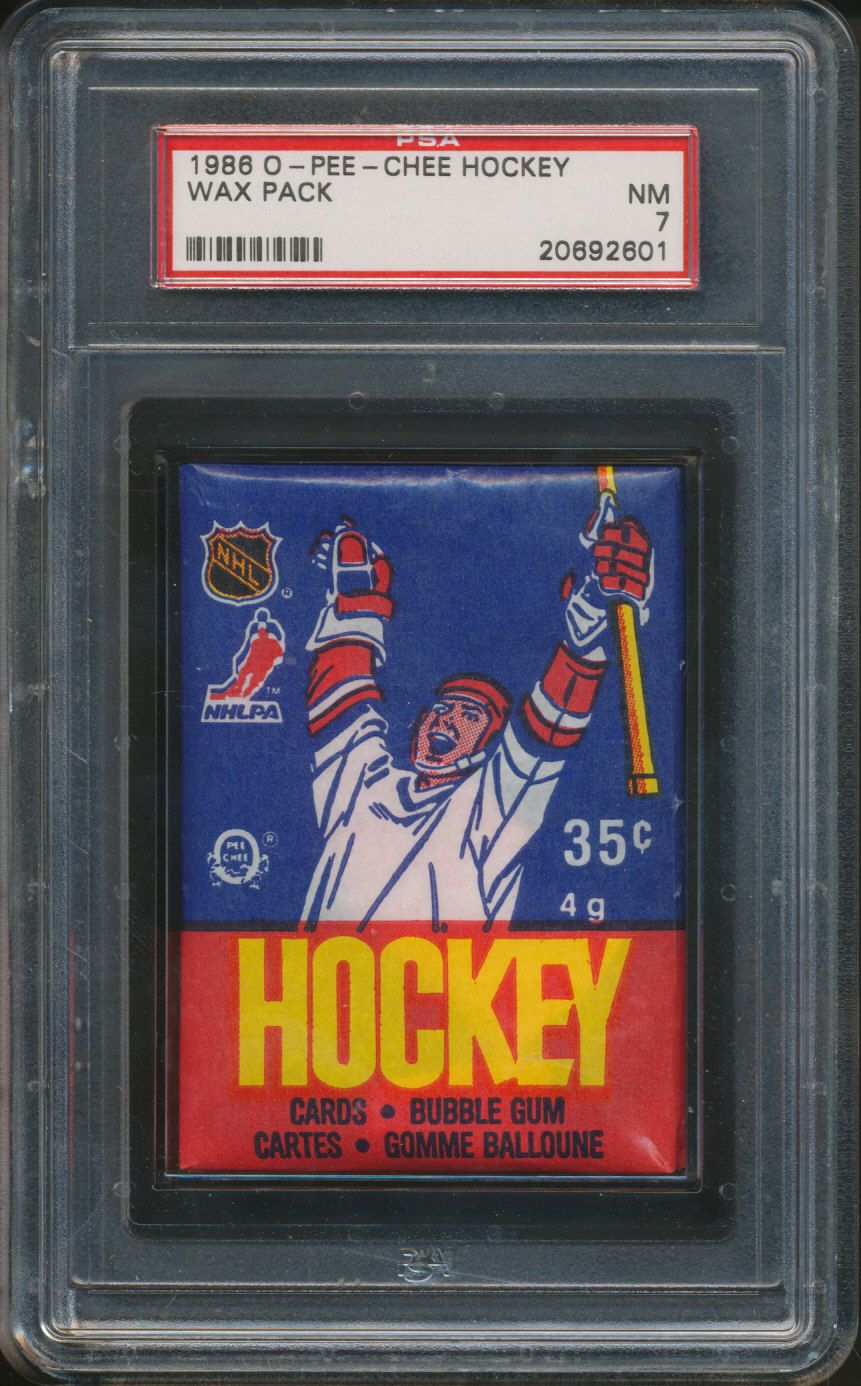 PSA
1986 O-PEE-CHEE HOCKEY
WAX PACK
NM
7
20692601
NHL
®
TM
NHLPA
PEE
CHEE
®
35¢
4g
HOCKEY
CARDS • BUBBLE GUM
CARTES • GOMME BALLOUNE
PSA